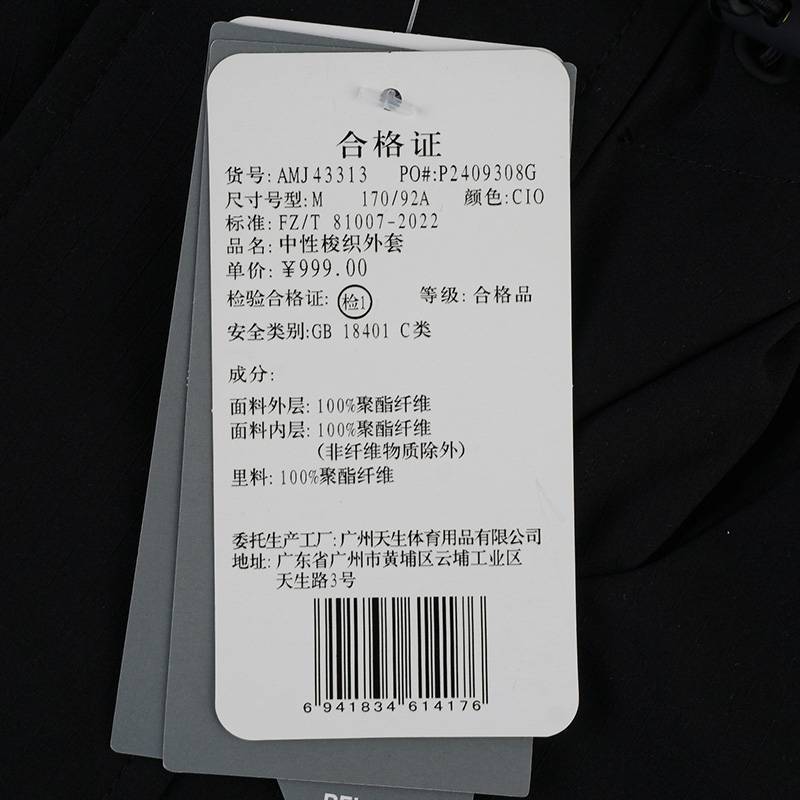 合格证
货号: AMJ43313 PO#:P2409308G
尺寸号型: M 170/92A 颜色: CIO
标准: FZ/T 81007-2022
品名: 中性梭织外套
单价: ¥999.00
检验合格证: 检1 等级: 合格品
安全类别:GB 18401 C类
成分:
面料外层: 100%聚酯纤维
面料内层: 100%聚酯纤维
(非纤维物质除外)
里料: 100%聚酯纤维
委托生产工厂:广州天生体育用品有限公司
地址: 广东省广州市黄埔区云埔工业区
天生路3号
6 941834 614176